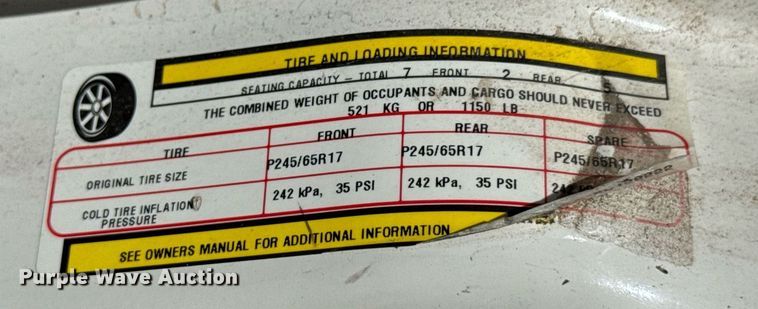 TIRE AND LOADING INFORMATION
SEATING CAPACITY – TOTAL 7 FRONT 2 REAR 5
THE COMBINED WEIGHT OF OCCUPANTS AND CARGO SHOULD NEVER EXCEED
521 KG OR 1150 LB
TIRE FRONT REAR SPARE
ORIGINAL TIRE SIZE P245/65R17 P245/65R17 P245/65R17
COLD TIRE INFLATION PRESSURE 242 kPa, 35 PSI 242 kPa, 35 PSI
SEE OWNERS MANUAL FOR ADDITIONAL INFORMATION
Purple Wave Auction